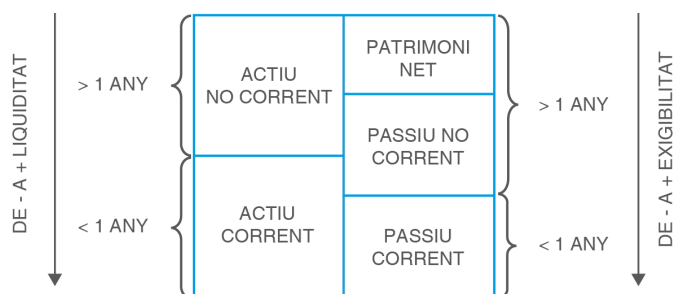 DE - A + LIQUIDITAT
> 1 ANY
< 1 ANY
ACTIU
NO CORRENT
ACTIU
CORRENT
PATRIMONI
NET
PASSIU NO
CORRENT
PASSIU
CORRENT
> 1 ANY
< 1 ANY
DE - A + EXIGIBILITAT